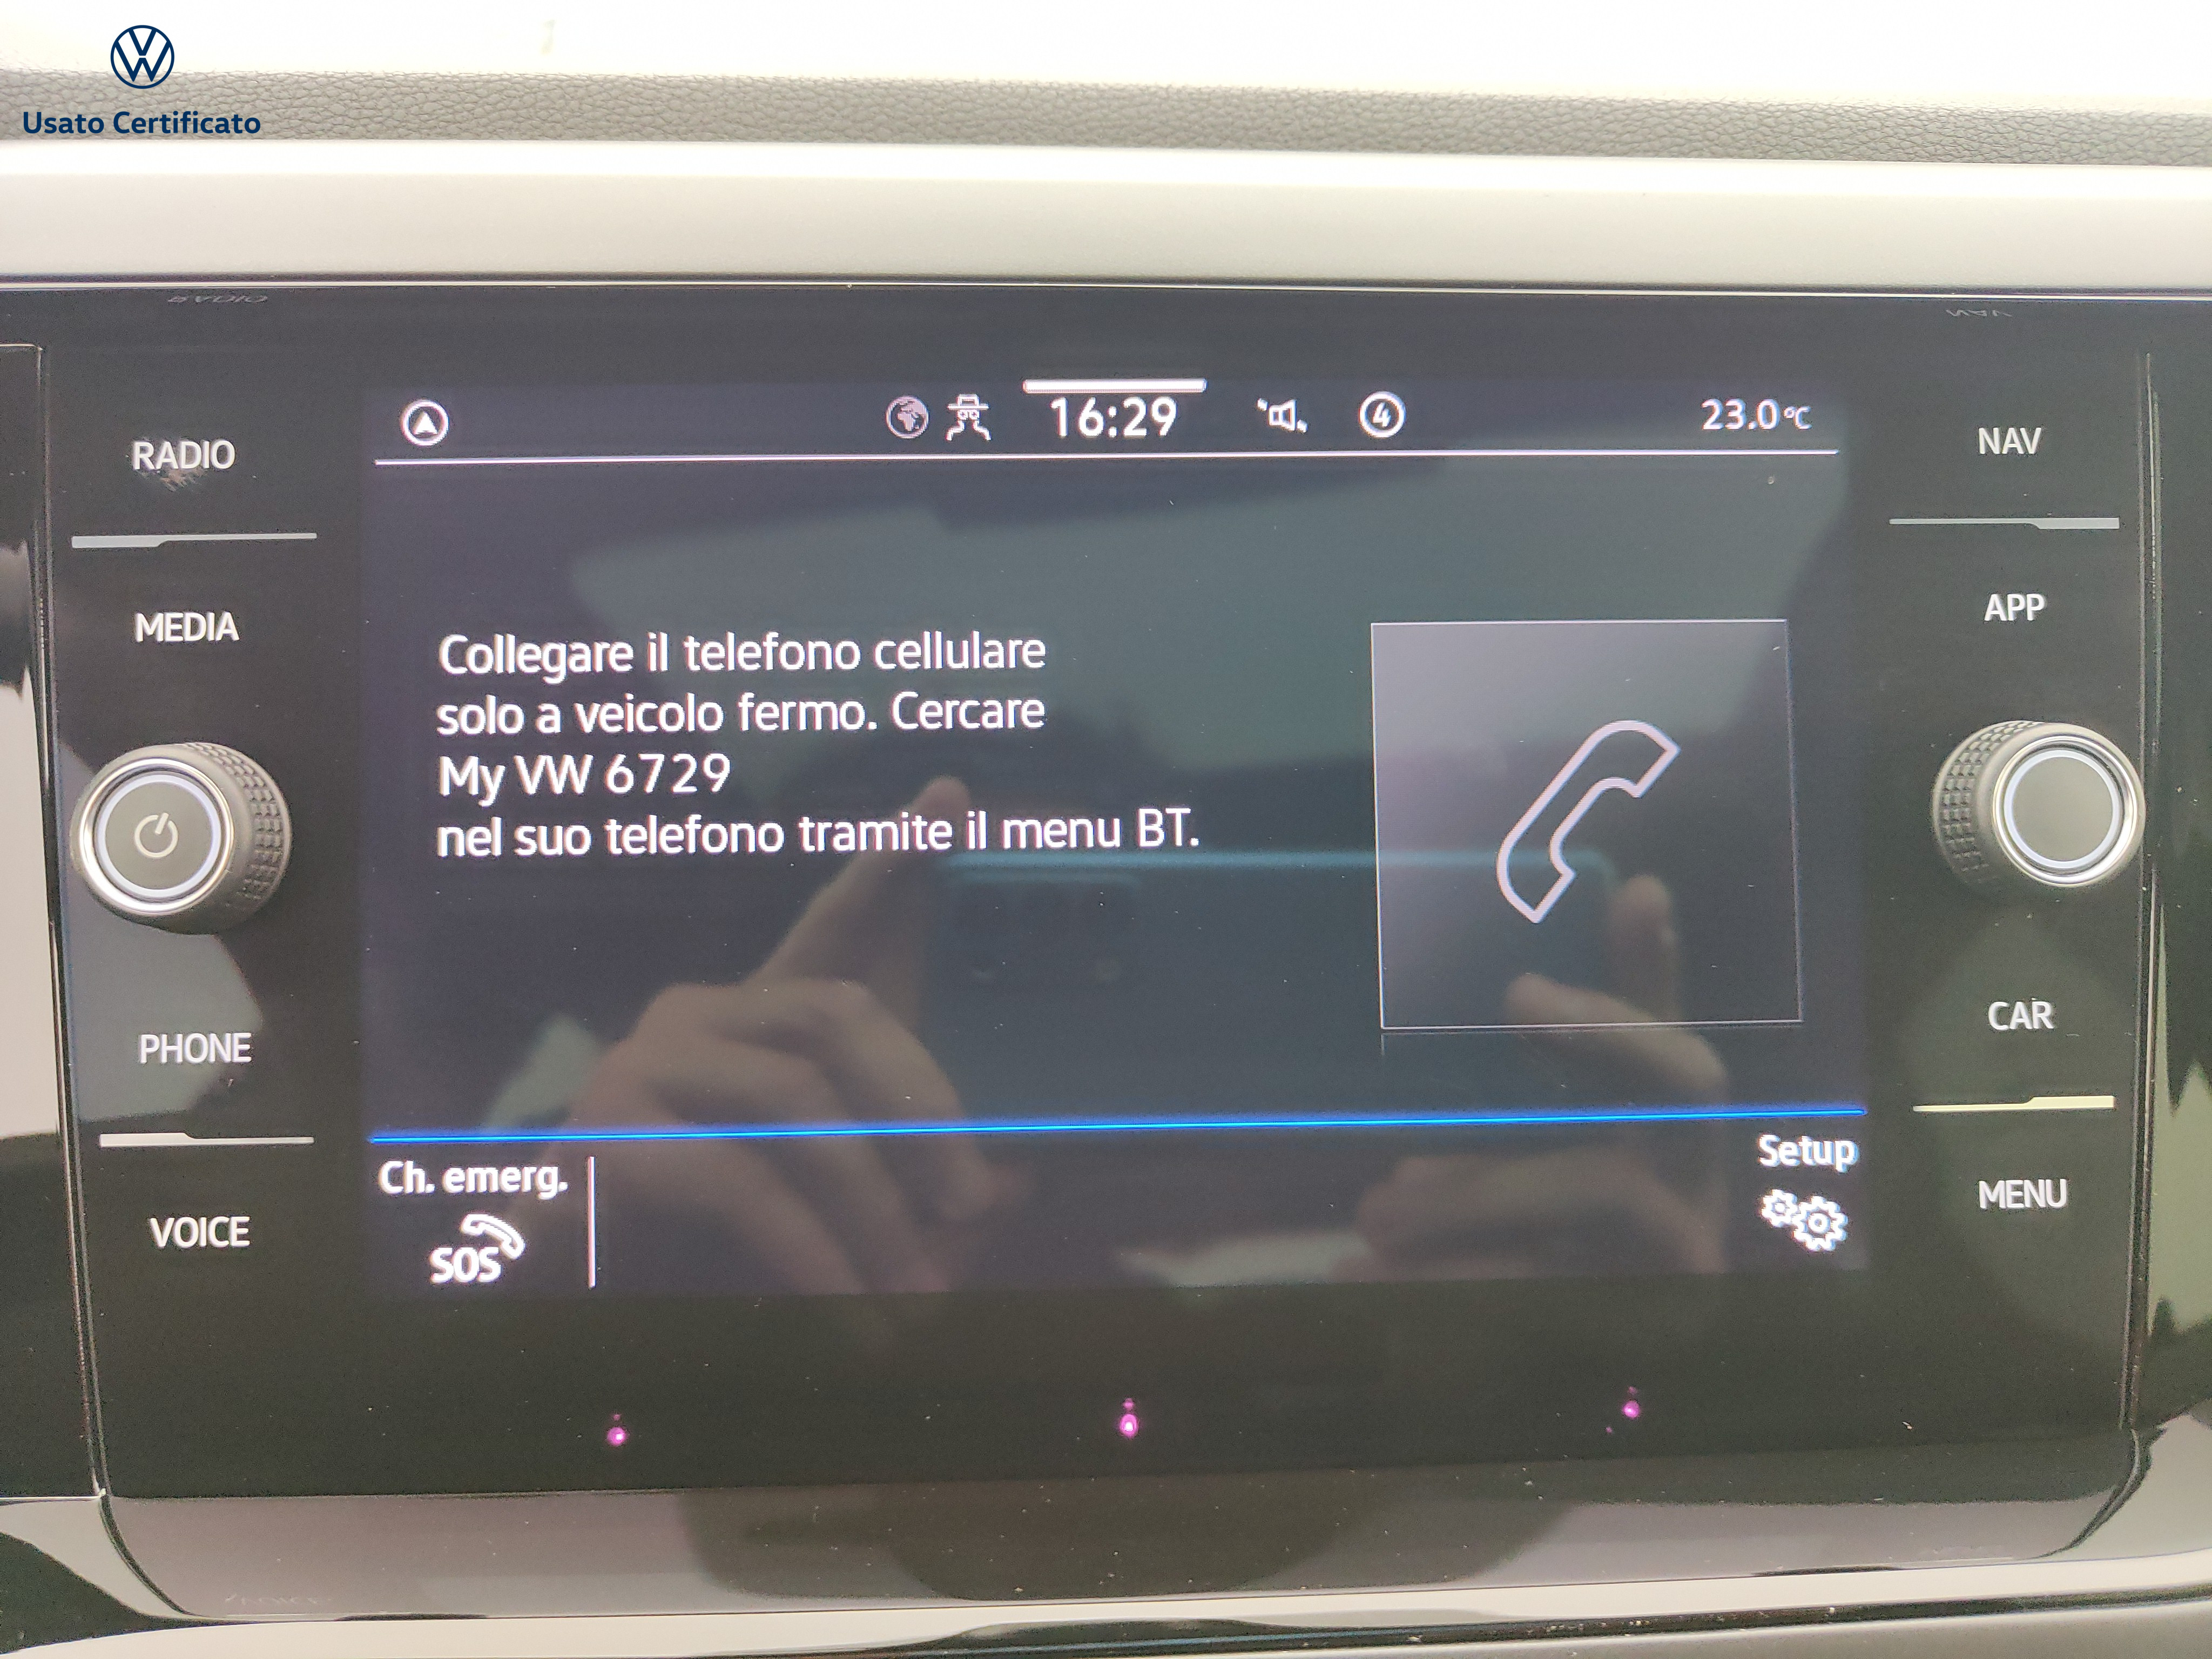 Usato Certificato
RADIO
MEDIA
PHONE
VOICE
16:29
4
23.0°C
Collegare il telefono cellulare
solo a veicolo fermo. Cercare
My VW 6729
nel suo telefono tramite il menu BT.
Ch. emerg.
SOS
Setup
NAV
APP
CAR
MENU